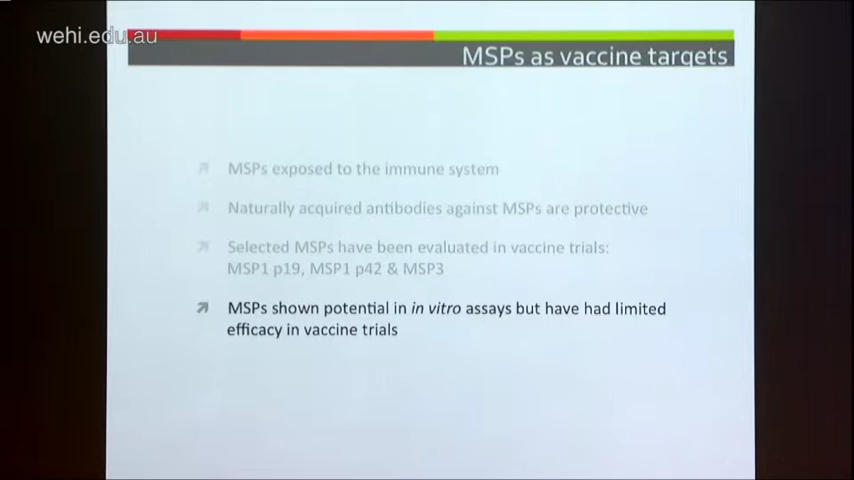 wehi.edu.au
MSPs as vaccine targets
MSPs exposed to the immune system
Naturally acquired antibodies against MSPs are protective
Selected MSPs have been evaluated in vaccine trials:
MSP1 p19, MSP1 p42 & MSP3
MSPs shown potential in in vitro assays but have had limited
efficacy in vaccine trials